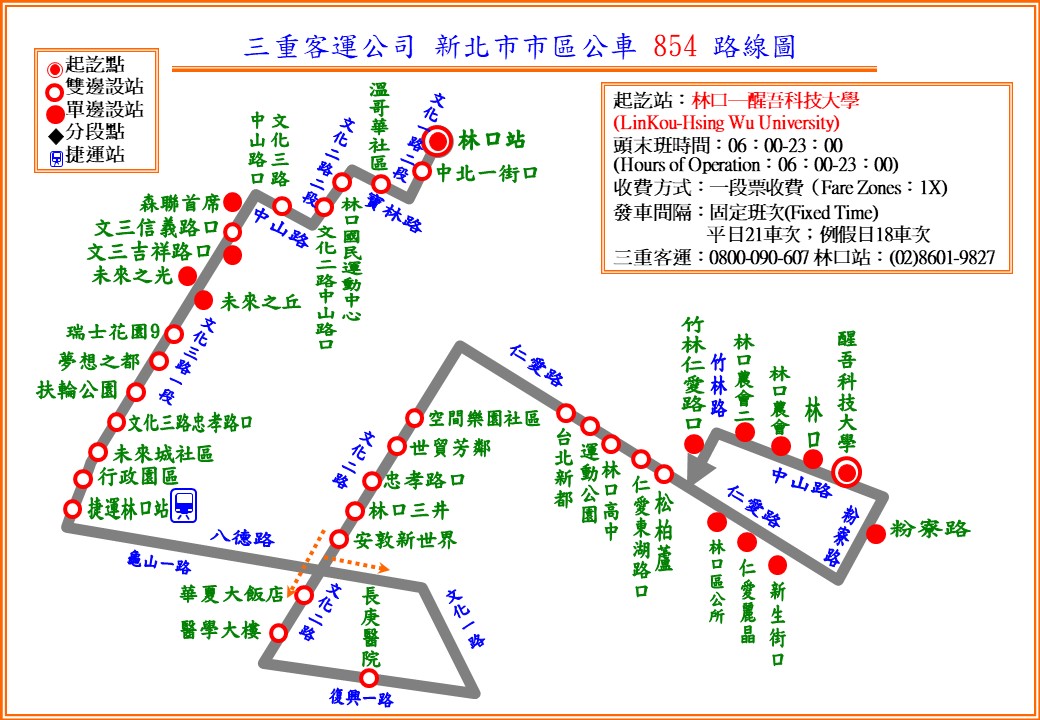 三重客運公司 新北市市區公車 854 路線圖
起訖點
雙邊設站
單邊設站
分段點
捷運站
起訖站：林口—醒吾科技大學
(LinKou-Hsing Wu University)
頭末班時間：06：00-23：00
(Hours of Operation：06：00-23：00)
收費方式：一段票收費（Fare Zones：1X)
發車間隔：固定班次(Fixed Time)
平日21車次；例假日18車次
三重客運：0800-090-607 林口站：(02)8601-9827
林口站
中北一街口
文化一路二段
溫哥華社區
寶林路
文化二路二段
林口國民運動中心
文化二路中山路口
文化三路
中山路口
中山路
森聯首席
文三信義路口
文三吉祥路口
未來之光
未來之丘
瑞士花園9
文化三路一段
夢想之都
扶輪公園
文化三路忠孝路口
未來城社區
行政園區
捷運林口站
八德路
龜山一路
華夏大飯店
醫學大樓
文化二路
長庚醫院
復興一路
文化一路
安敦新世界
林口三井
忠孝路口
世貿芳鄰
空間樂園社區
文化二路
仁愛路
台北新都
運動公園
林口高中
仁愛東湖路口
松柏蘆
仁愛路
林口區公所
仁愛麗晶
新生街口
粉寮路
粉寮路
醒吾科技大學
中山路
林口
林口農會
林口農會二
竹林路
竹林仁愛路口